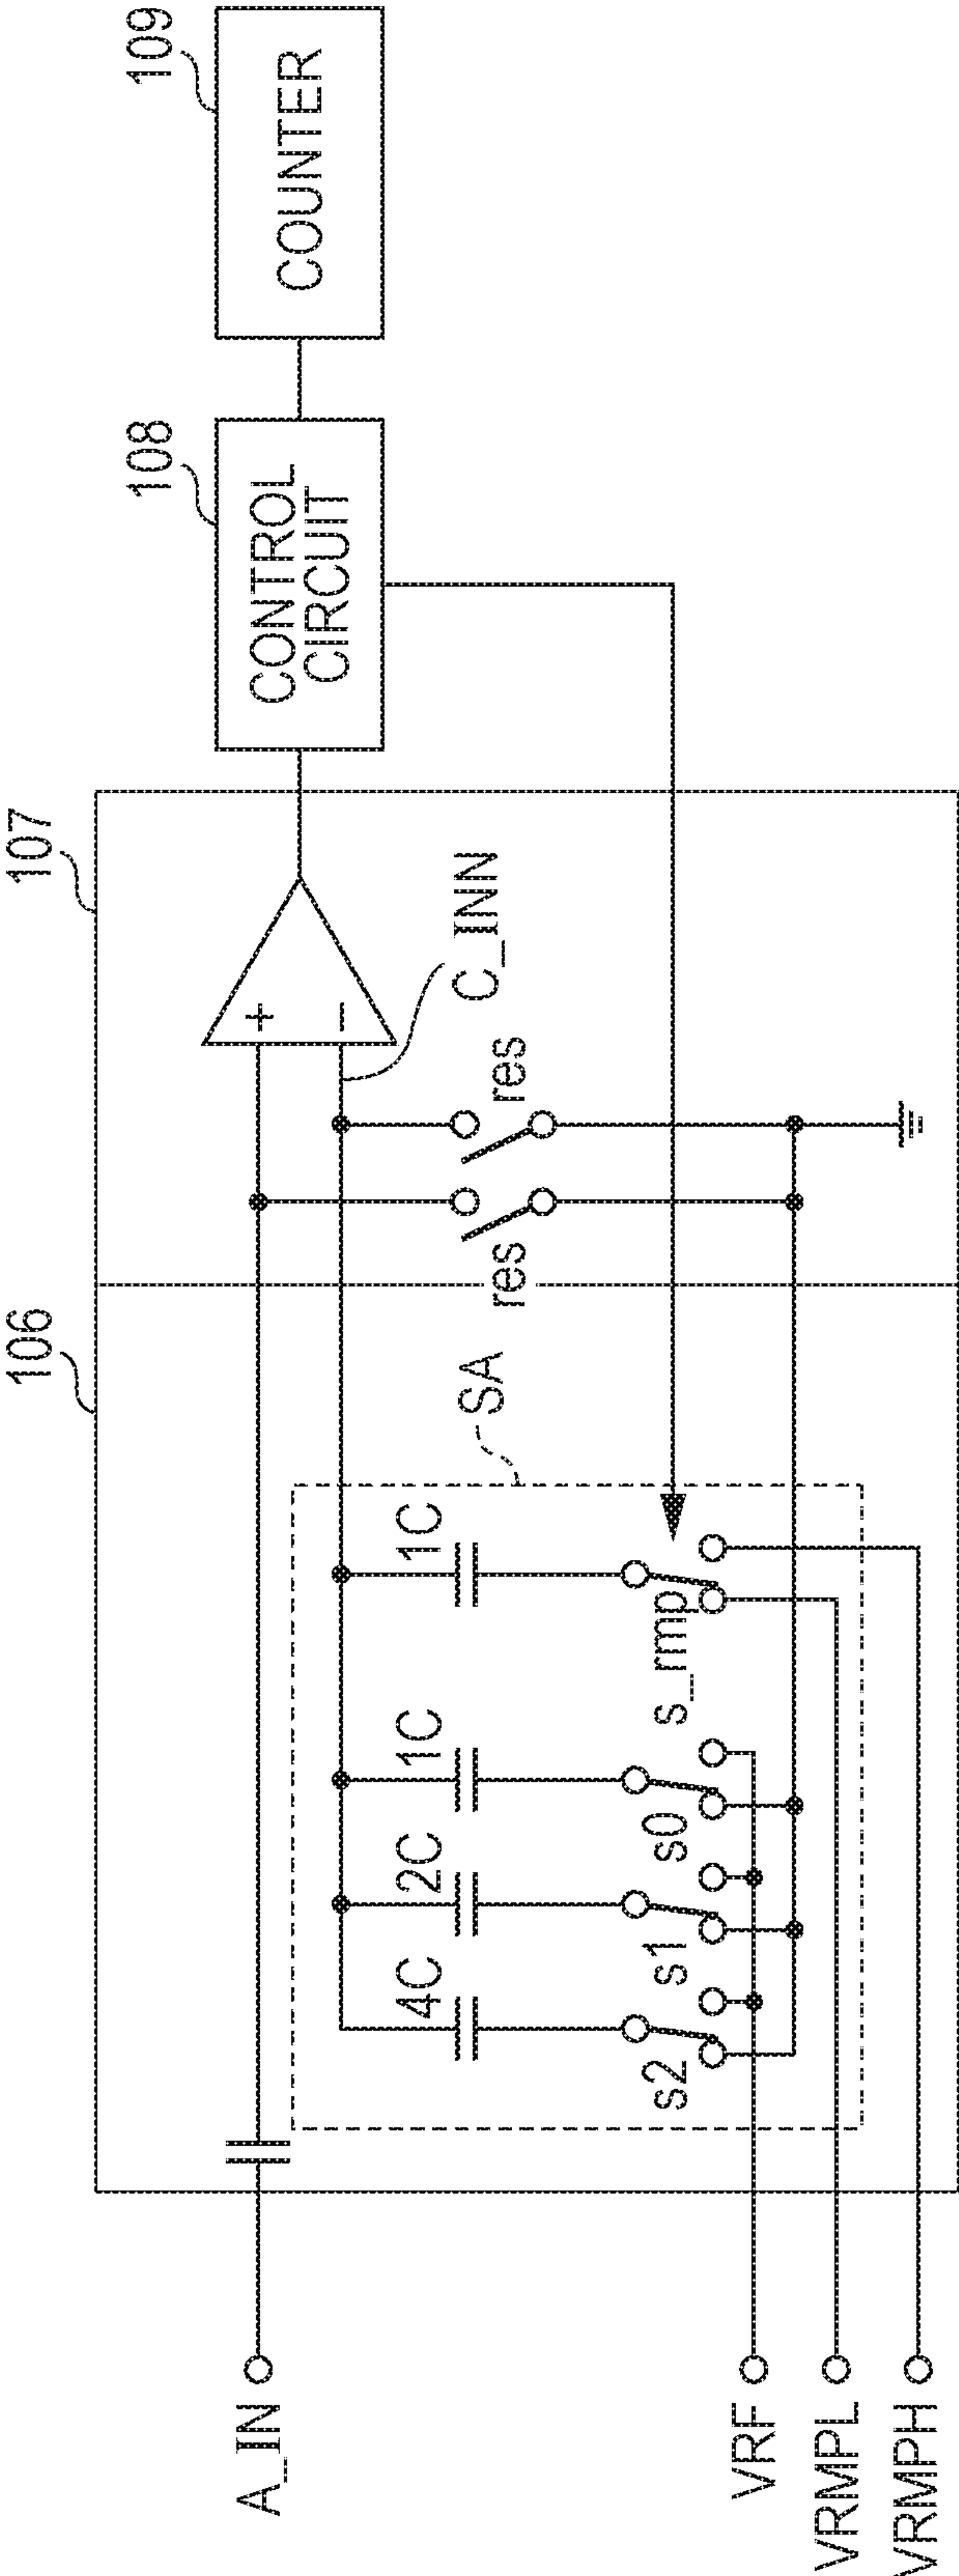 106
107
108
109
A_IN
+
−
CONTROL
CIRCUIT
COUNTER
C_INN
SA
4C
2C
1C
1C
res
res
s2
s1
s0
s_rmp
VRF
VRMPL
VRMPH